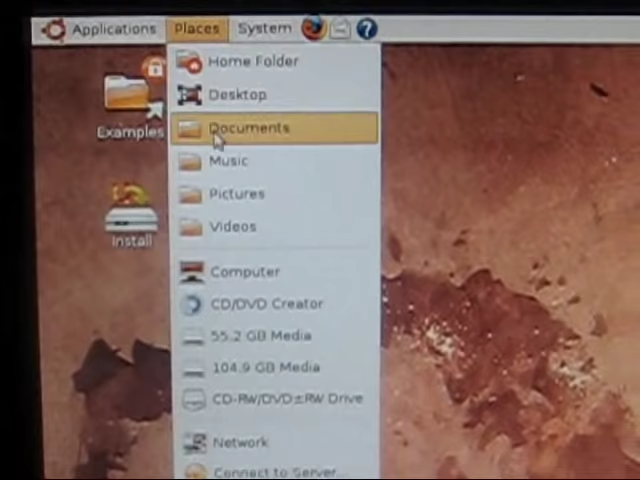 Applications Places System
Home Folder
Desktop
Examples
Documents
Music
Pictures
Videos
Install
Computer
CD/DVD Creator
55.2 GB Media
104.9 GB Media
CD-RW/DVD±RW Drive
Network
Connect to Server...